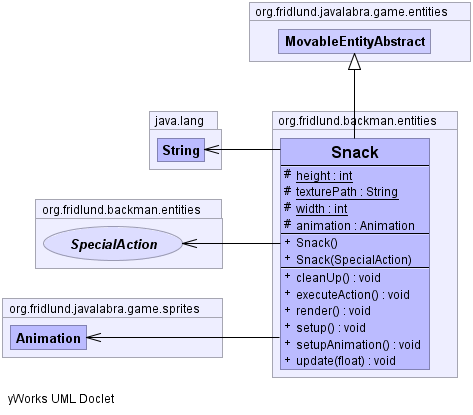 org.fridlund.javalabra.game.entities
MovableEntityAbstract
java.lang
String
org.fridlund.backman.entities
Snack
# height : int
# texturePath : String
# width : int
# animation : Animation
+ Snack()
+ Snack(SpecialAction)
+ cleanUp() : void
+ executeAction() : void
+ render() : void
+ setup() : void
+ setupAnimation() : void
+ update(float) : void
org.fridlund.backman.entities
SpecialAction
org.fridlund.javalabra.game.sprites
Animation
yWorks UML Doclet